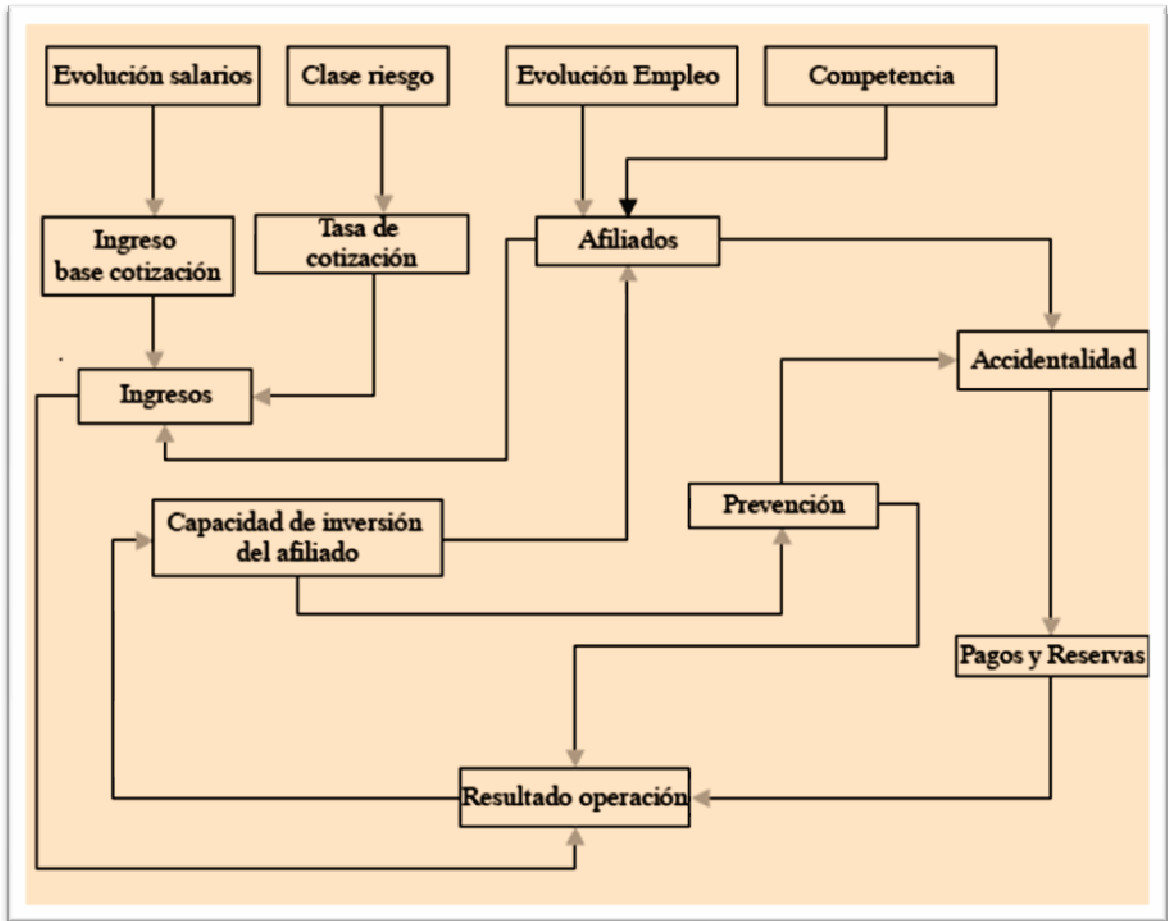 Evolución salarios
Clase riesgo
Evolución Empleo
Competencia
Ingreso
base cotización
Tasa de
cotización
Afiliados
Accidentalidad
Ingresos
Prevención
Capacidad de inversión
del afiliado
Pagos y Reservas
Resultado operación